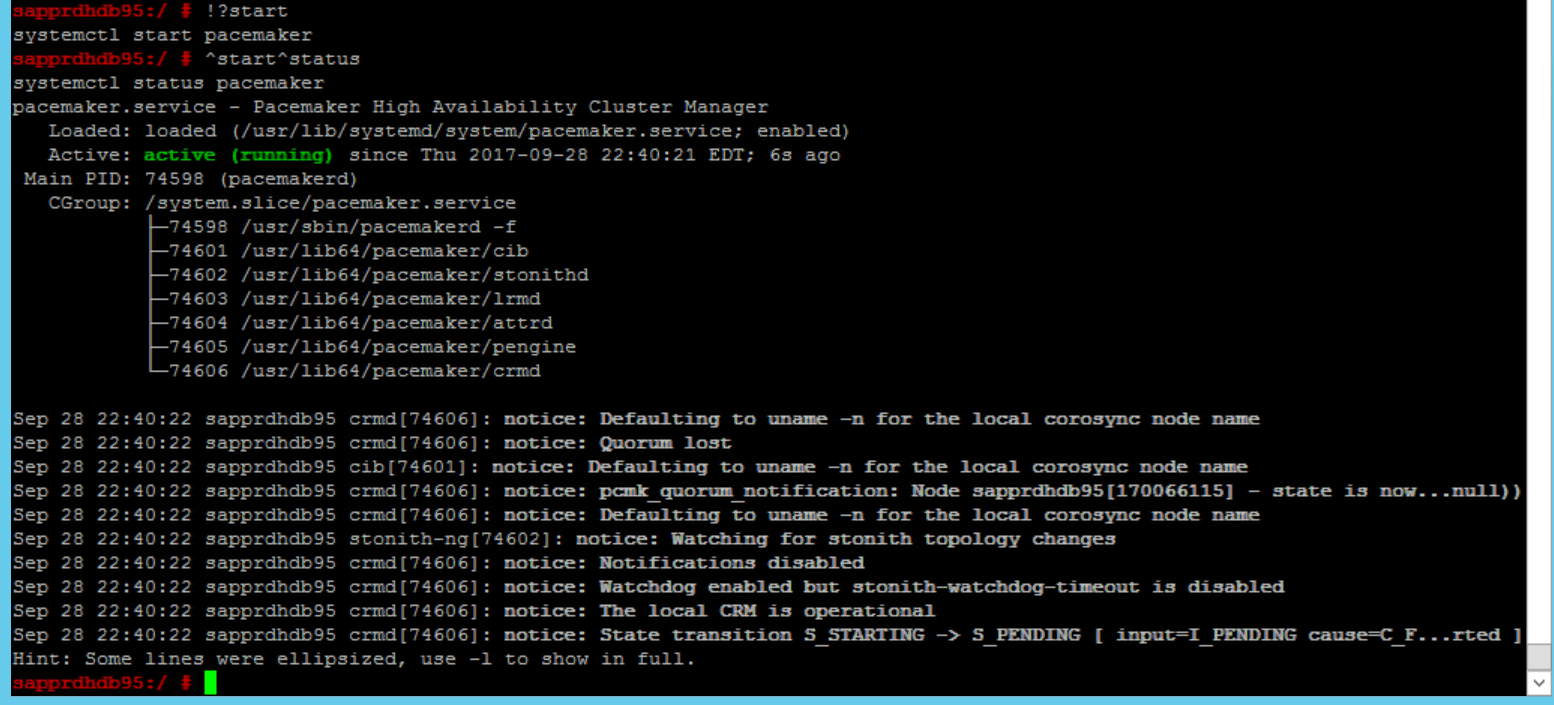 sapprdhdb95:/ # !?start
systemctl start pacemaker
sapprdhdb95:/ # ^start^status
systemctl status pacemaker
pacemaker.service - Pacemaker High Availability Cluster Manager
   Loaded: loaded (/usr/lib/systemd/system/pacemaker.service; enabled)
   Active: active (running) since Thu 2017-09-28 22:40:21 EDT; 6s ago
 Main PID: 74598 (pacemakerd)
   CGroup: /system.slice/pacemaker.service
           ├─74598 /usr/sbin/pacemakerd -f
           ├─74601 /usr/lib64/pacemaker/cib
           ├─74602 /usr/lib64/pacemaker/stonithd
           ├─74603 /usr/lib64/pacemaker/lrmd
           ├─74604 /usr/lib64/pacemaker/attrd
           ├─74605 /usr/lib64/pacemaker/pengine
           └─74606 /usr/lib64/pacemaker/crmd
Sep 28 22:40:22 sapprdhdb95 crmd[74606]: notice: Defaulting to uname -n for the local corosync node name
Sep 28 22:40:22 sapprdhdb95 crmd[74606]: notice: Quorum lost
Sep 28 22:40:22 sapprdhdb95 cib[74601]: notice: Defaulting to uname -n for the local corosync node name
Sep 28 22:40:22 sapprdhdb95 crmd[74606]: notice: pcmk_quorum_notification: Node sapprdhdb95[170066115] - state is now...null))
Sep 28 22:40:22 sapprdhdb95 crmd[74606]: notice: Defaulting to uname -n for the local corosync node name
Sep 28 22:40:22 sapprdhdb95 stonith-ng[74602]: notice: Watching for stonith topology changes
Sep 28 22:40:22 sapprdhdb95 crmd[74606]: notice: Notifications disabled
Sep 28 22:40:22 sapprdhdb95 crmd[74606]: notice: Watchdog enabled but stonith-watchdog-timeout is disabled
Sep 28 22:40:22 sapprdhdb95 crmd[74606]: notice: The local CRM is operational
Sep 28 22:40:22 sapprdhdb95 crmd[74606]: notice: State transition S_STARTING -> S_PENDING [ input=I_PENDING cause=C_F...rted ]
Hint: Some lines were ellipsized, use -l to show in full.
sapprdhdb95:/ #